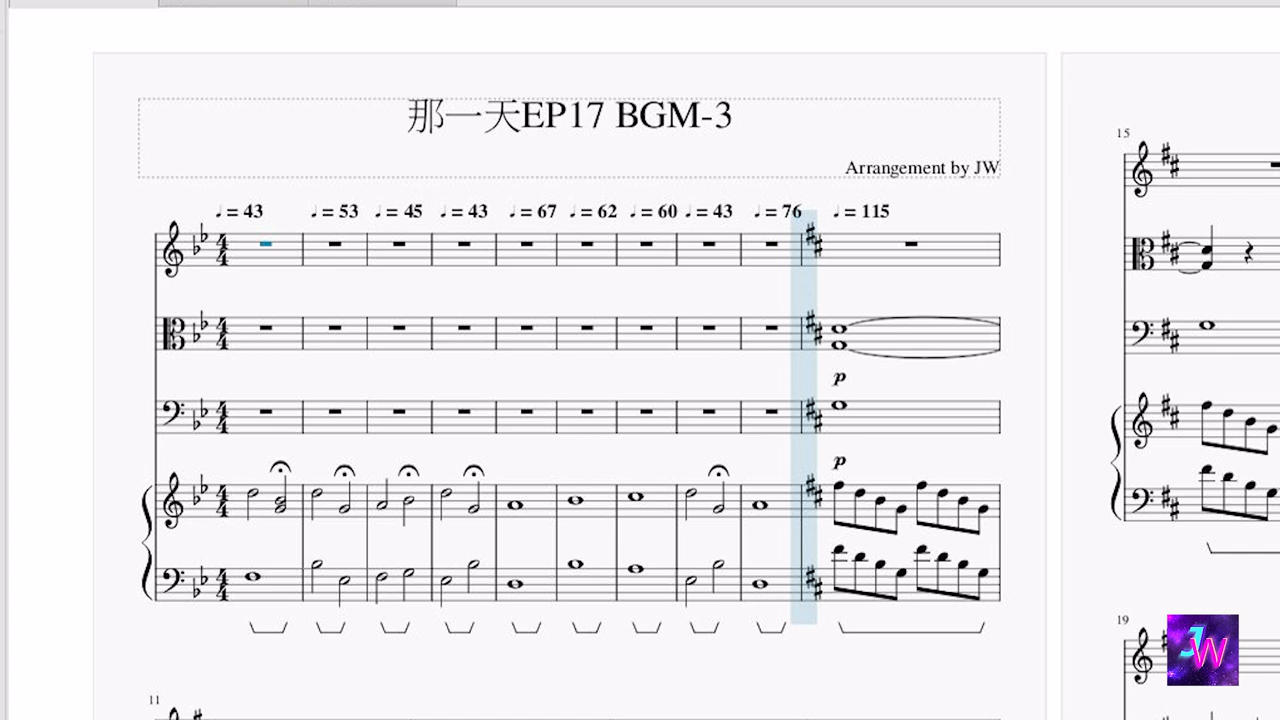 那一天EP17 BGM-3
Arrangement by JW
♩ = 43 ♩ = 53 ♩ = 45 ♩ = 43 ♩ = 67 ♩ = 62 ♩ = 60 ♩ = 43 ♩ = 76 ♩ = 115
p
p
11
15
19
JW